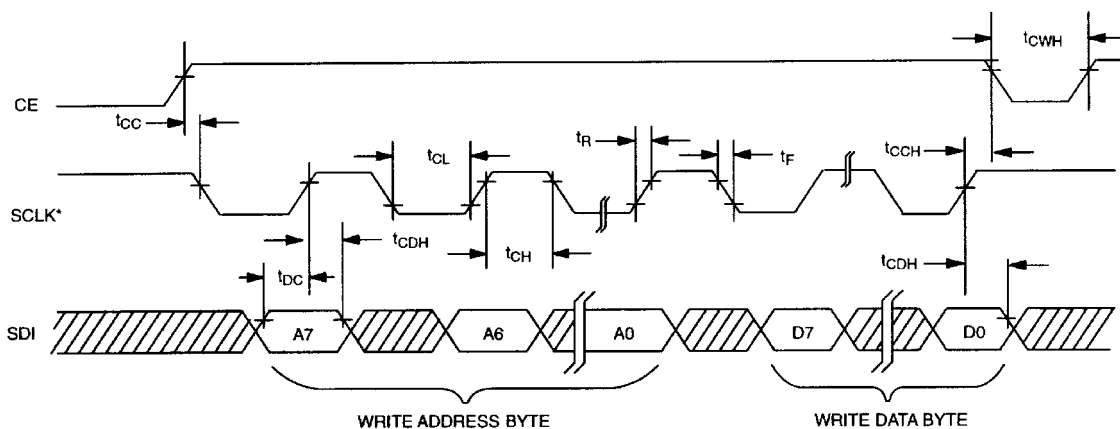 tCWH
CE
tCC
tCL
tR
tF
tCCH
SCLK*
tCDH
tCH
tCDH
tDC
SDI
A7
A6
A0
D7
D0
WRITE ADDRESS BYTE
WRITE DATA BYTE